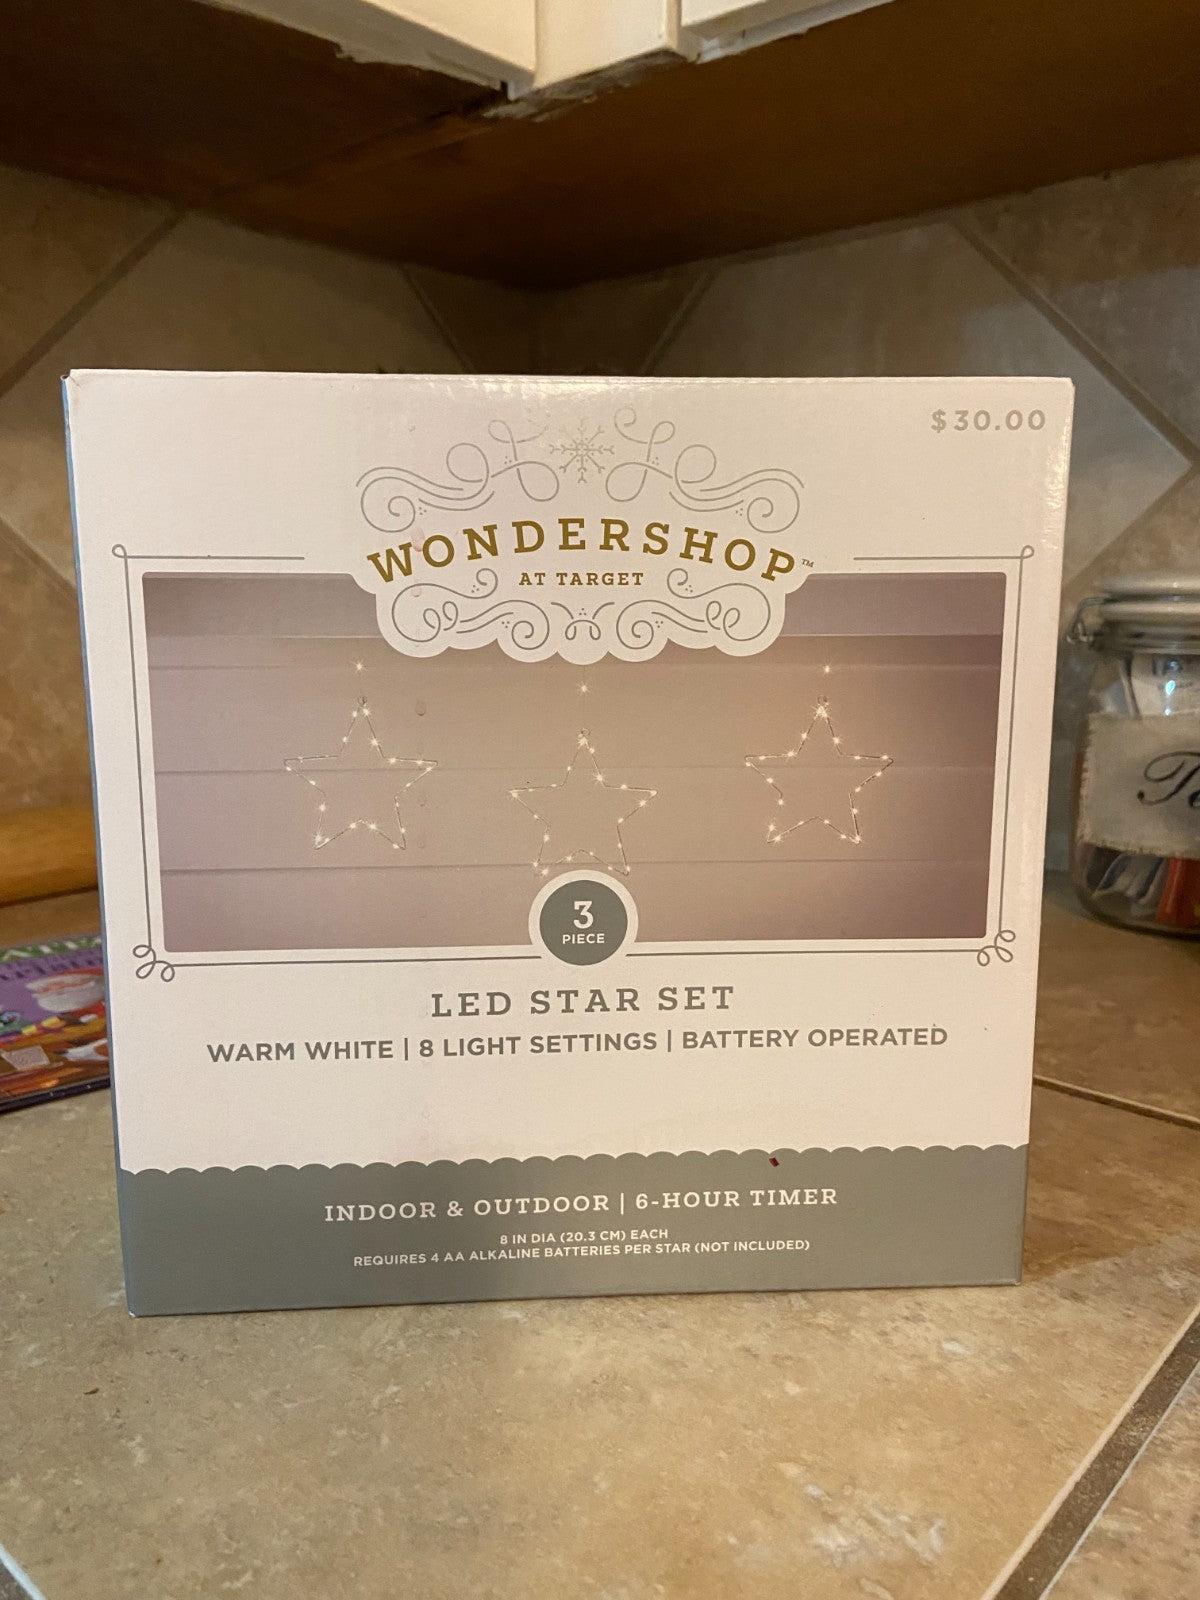 $30.00
WONDERSHOP™
AT TARGET
3
PIECE
LED STAR SET
WARM WHITE | 8 LIGHT SETTINGS | BATTERY OPERATED
INDOOR & OUTDOOR | 6-HOUR TIMER
8 IN DIA (20.3 CM) EACH
REQUIRES 4 AA ALKALINE BATTERIES PER STAR (NOT INCLUDED)